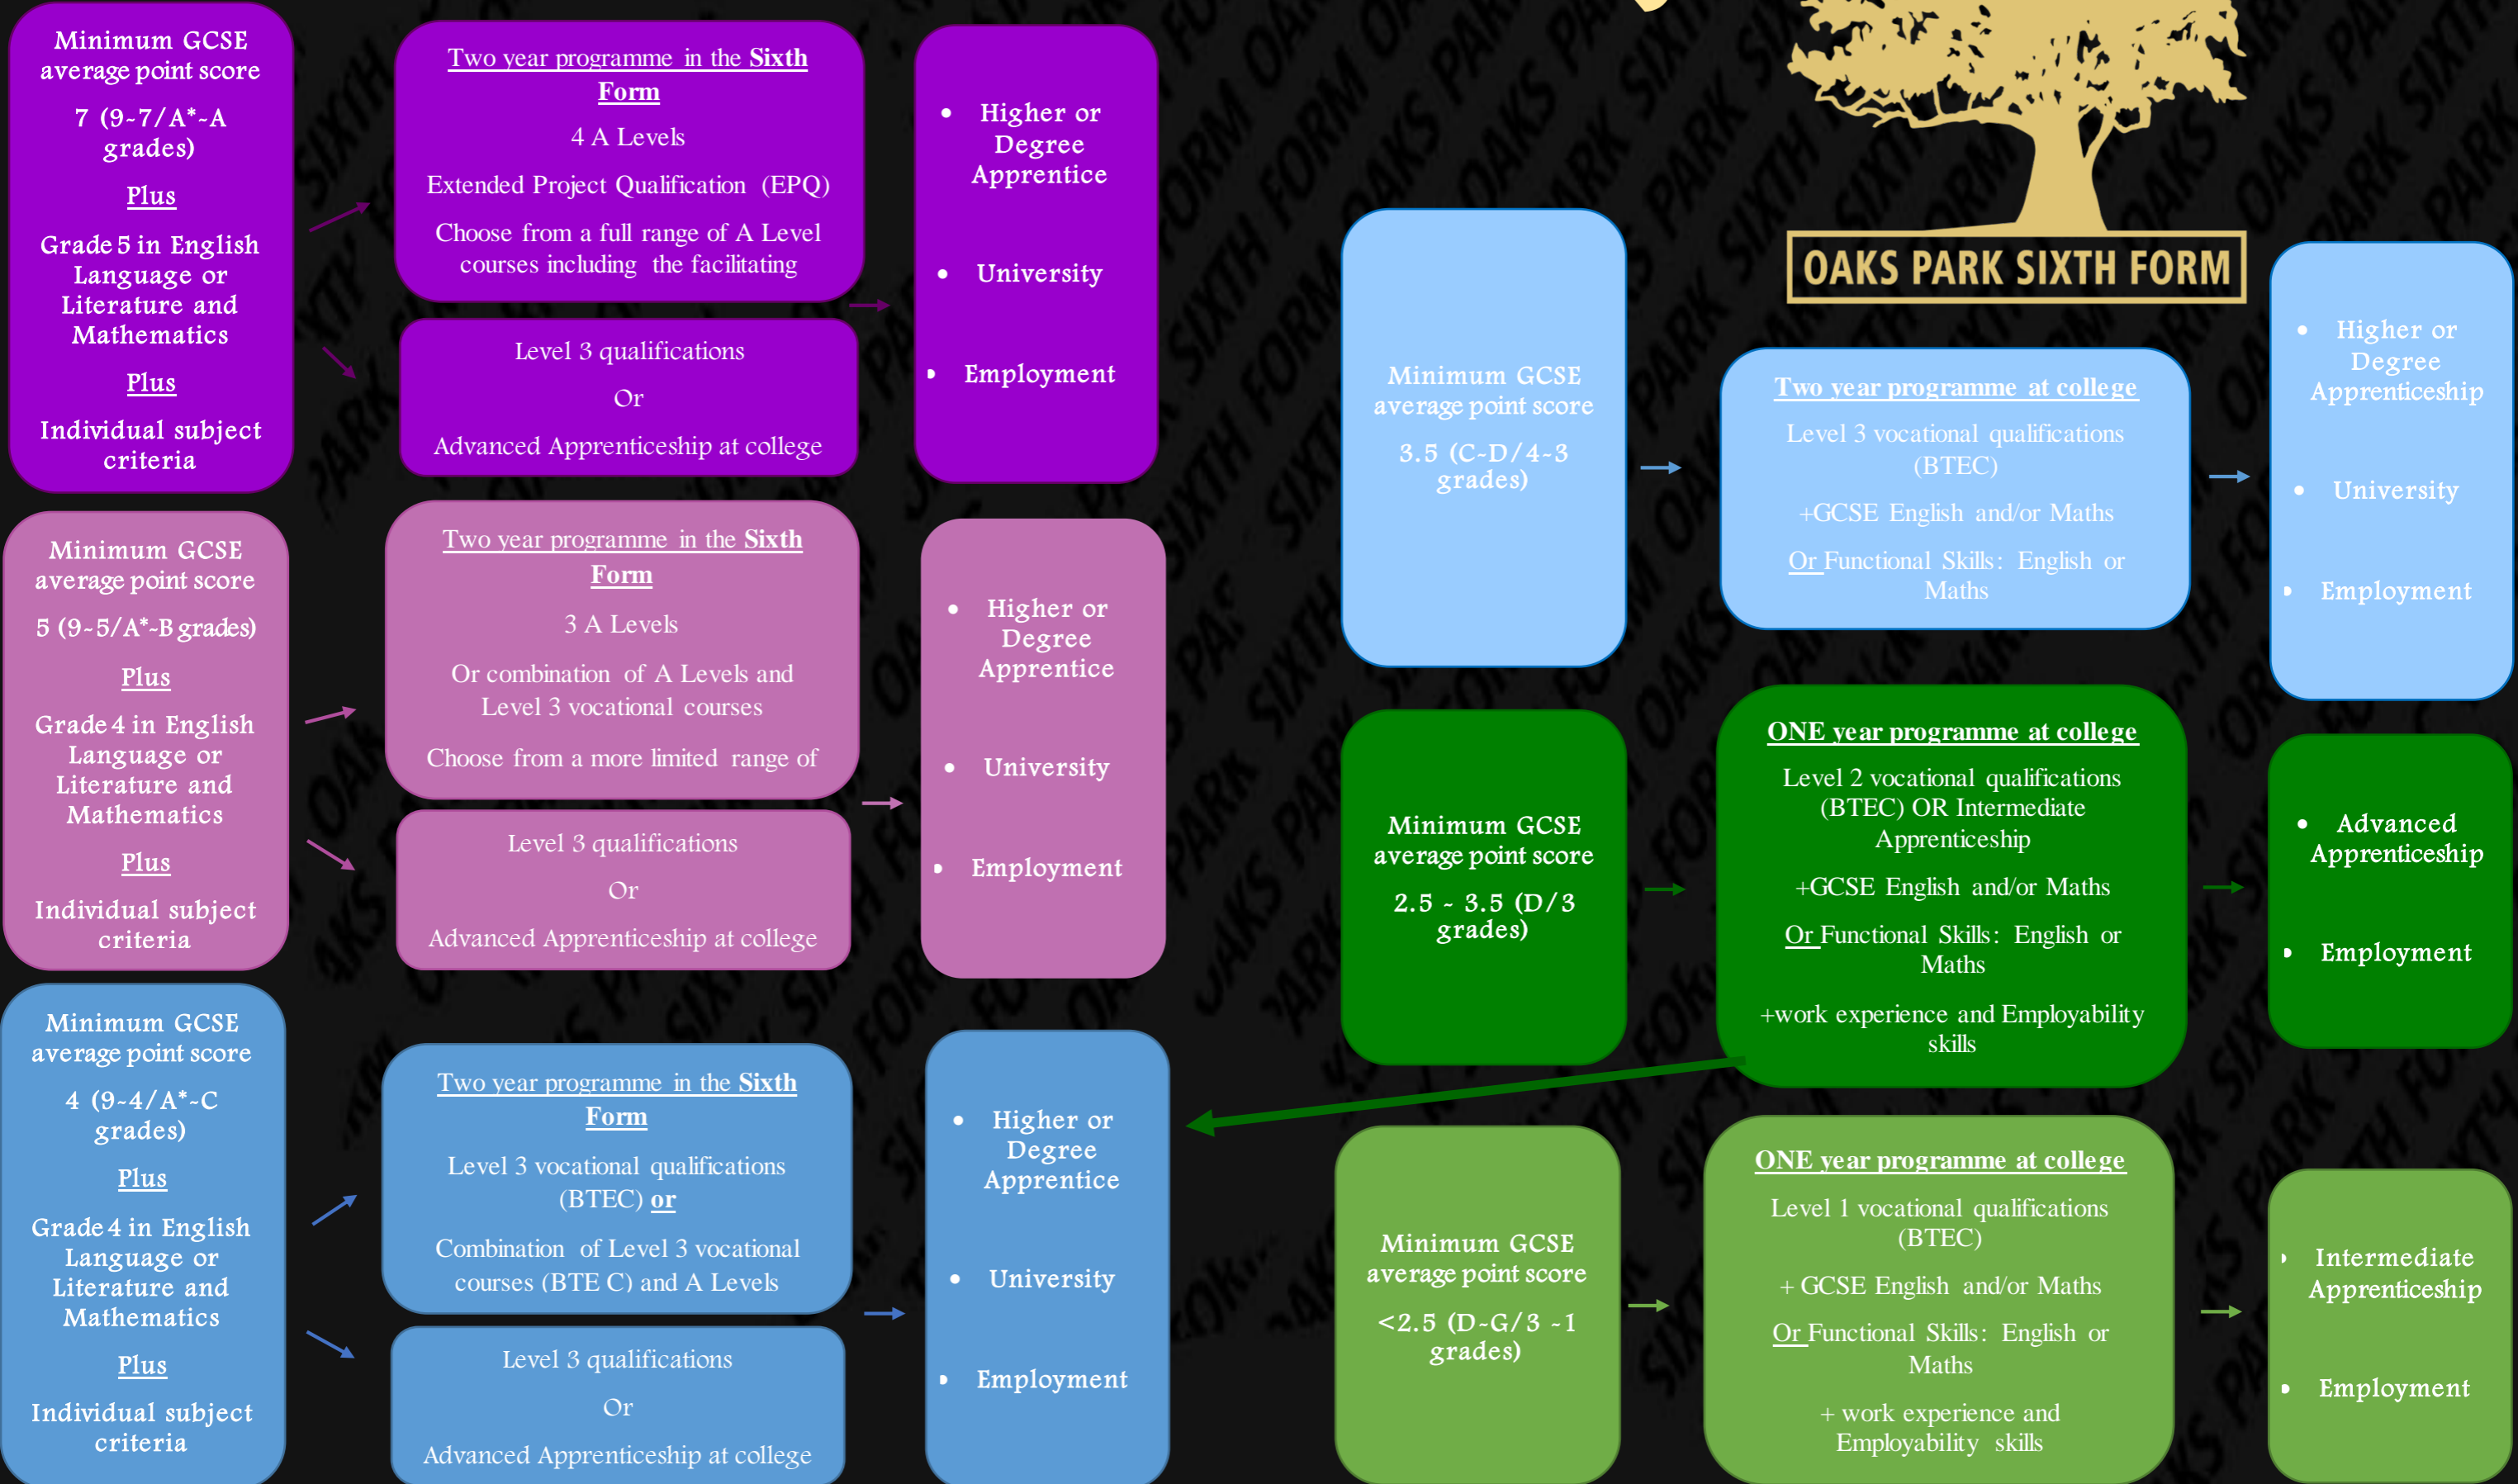 Minimum GCSE
average point score
7 (9-7/A*-A
grades)
Plus
Grade 5 in English
Language or
Literature and
Mathematics
Plus
Individual subject
criteria
Two year programme in the Sixth
Form
4 A Levels
Extended Project Qualification (EPQ)
Choose from a full range of A Level
courses including the facilitating
Level 3 qualifications
Or
Advanced Apprenticeship at college
• Higher or
Degree
Apprentice
• University
• Employment
Minimum GCSE
average point score
5 (9-5/A*-B grades)
Plus
Grade 4 in English
Language or
Literature and
Mathematics
Plus
Individual subject
criteria
Two year programme in the Sixth
Form
3 A Levels
Or combination of A Levels and
Level 3 vocational courses
Choose from a more limited range of
Level 3 qualifications
Or
Advanced Apprenticeship at college
• Higher or
Degree
Apprentice
• University
• Employment
Minimum GCSE
average point score
4 (9-4/A*-C
grades)
Plus
Grade 4 in English
Language or
Literature and
Mathematics
Plus
Individual subject
criteria
Two year programme in the Sixth
Form
Level 3 vocational qualifications
(BTEC) or
Combination of Level 3 vocational
courses (BTE C) and A Levels
Level 3 qualifications
Or
Advanced Apprenticeship at college
• Higher or
Degree
Apprentice
• University
• Employment
OAKS PARK SIXTH FORM
Minimum GCSE
average point score
3.5 (C-D/4-3
grades)
Two year programme at college
Level 3 vocational qualifications
(BTEC)
+GCSE English and/or Maths
Or Functional Skills: English or
Maths
• Higher or
Degree
Apprenticeship
• University
• Employment
Minimum GCSE
average point score
2.5 - 3.5 (D/3
grades)
ONE year programme at college
Level 2 vocational qualifications
(BTEC) OR Intermediate
Apprenticeship
+GCSE English and/or Maths
Or Functional Skills: English or
Maths
+work experience and Employability
skills
• Advanced
Apprenticeship
• Employment
Minimum GCSE
average point score
<2.5 (D-G/3 -1
grades)
ONE year programme at college
Level 1 vocational qualifications
(BTEC)
+ GCSE English and/or Maths
Or Functional Skills: English or
Maths
+ work experience and
Employability skills
• Intermediate
Apprenticeship
• Employment